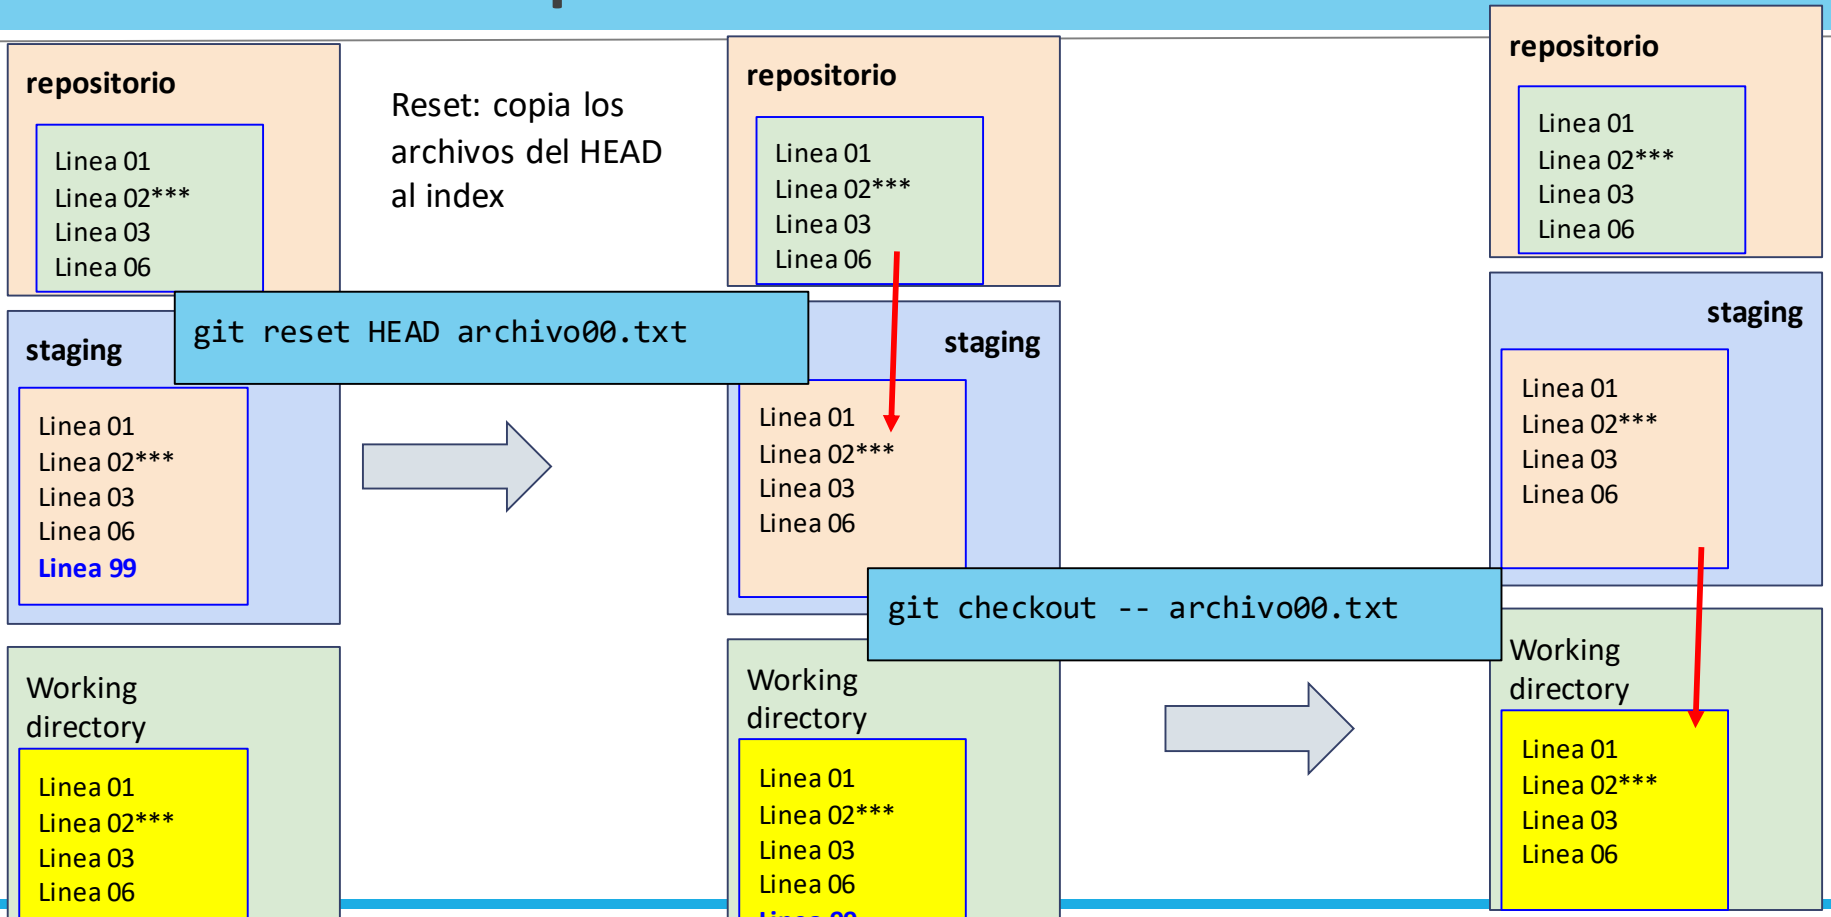 repositorio
Linea 01
Linea 02***
Linea 03
Linea 06
staging
Linea 01
Linea 02***
Linea 03
Linea 06
Linea 99
Working
directory
Linea 01
Linea 02***
Linea 03
Linea 06
Reset: copia los
archivos del HEAD
al index
git reset HEAD archivo00.txt
repositorio
Linea 01
Linea 02***
Linea 03
Linea 06
staging
Linea 01
Linea 02***
Linea 03
Linea 06
Working
directory
Linea 01
Linea 02***
Linea 03
Linea 06
Linea 99
git checkout -- archivo00.txt
repositorio
Linea 01
Linea 02***
Linea 03
Linea 06
staging
Linea 01
Linea 02***
Linea 03
Linea 06
Working
directory
Linea 01
Linea 02***
Linea 03
Linea 06